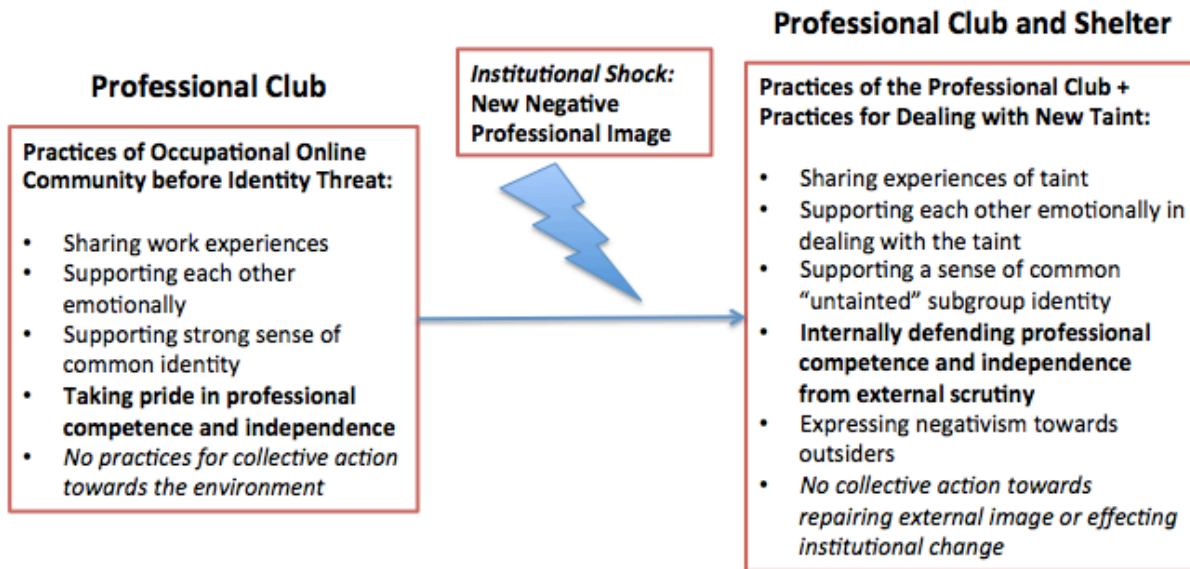 Professional Club
Practices of Occupational Online
Community before Identity Threat:
• Sharing work experiences
• Supporting each other
emotionally
• Supporting strong sense of
common identity
• Taking pride in professional
competence and independence
• No practices for collective action
towards the environment
Institutional Shock:
New Negative
Professional Image
Professional Club and Shelter
Practices of the Professional Club +
Practices for Dealing with New Taint:
• Sharing experiences of taint
• Supporting each other emotionally in
dealing with the taint
• Supporting a sense of common
“untainted” subgroup identity
• Internally defending professional
competence and independence
from external scrutiny
• Expressing negativism towards
outsiders
• No collective action towards
repairing external image or effecting
institutional change